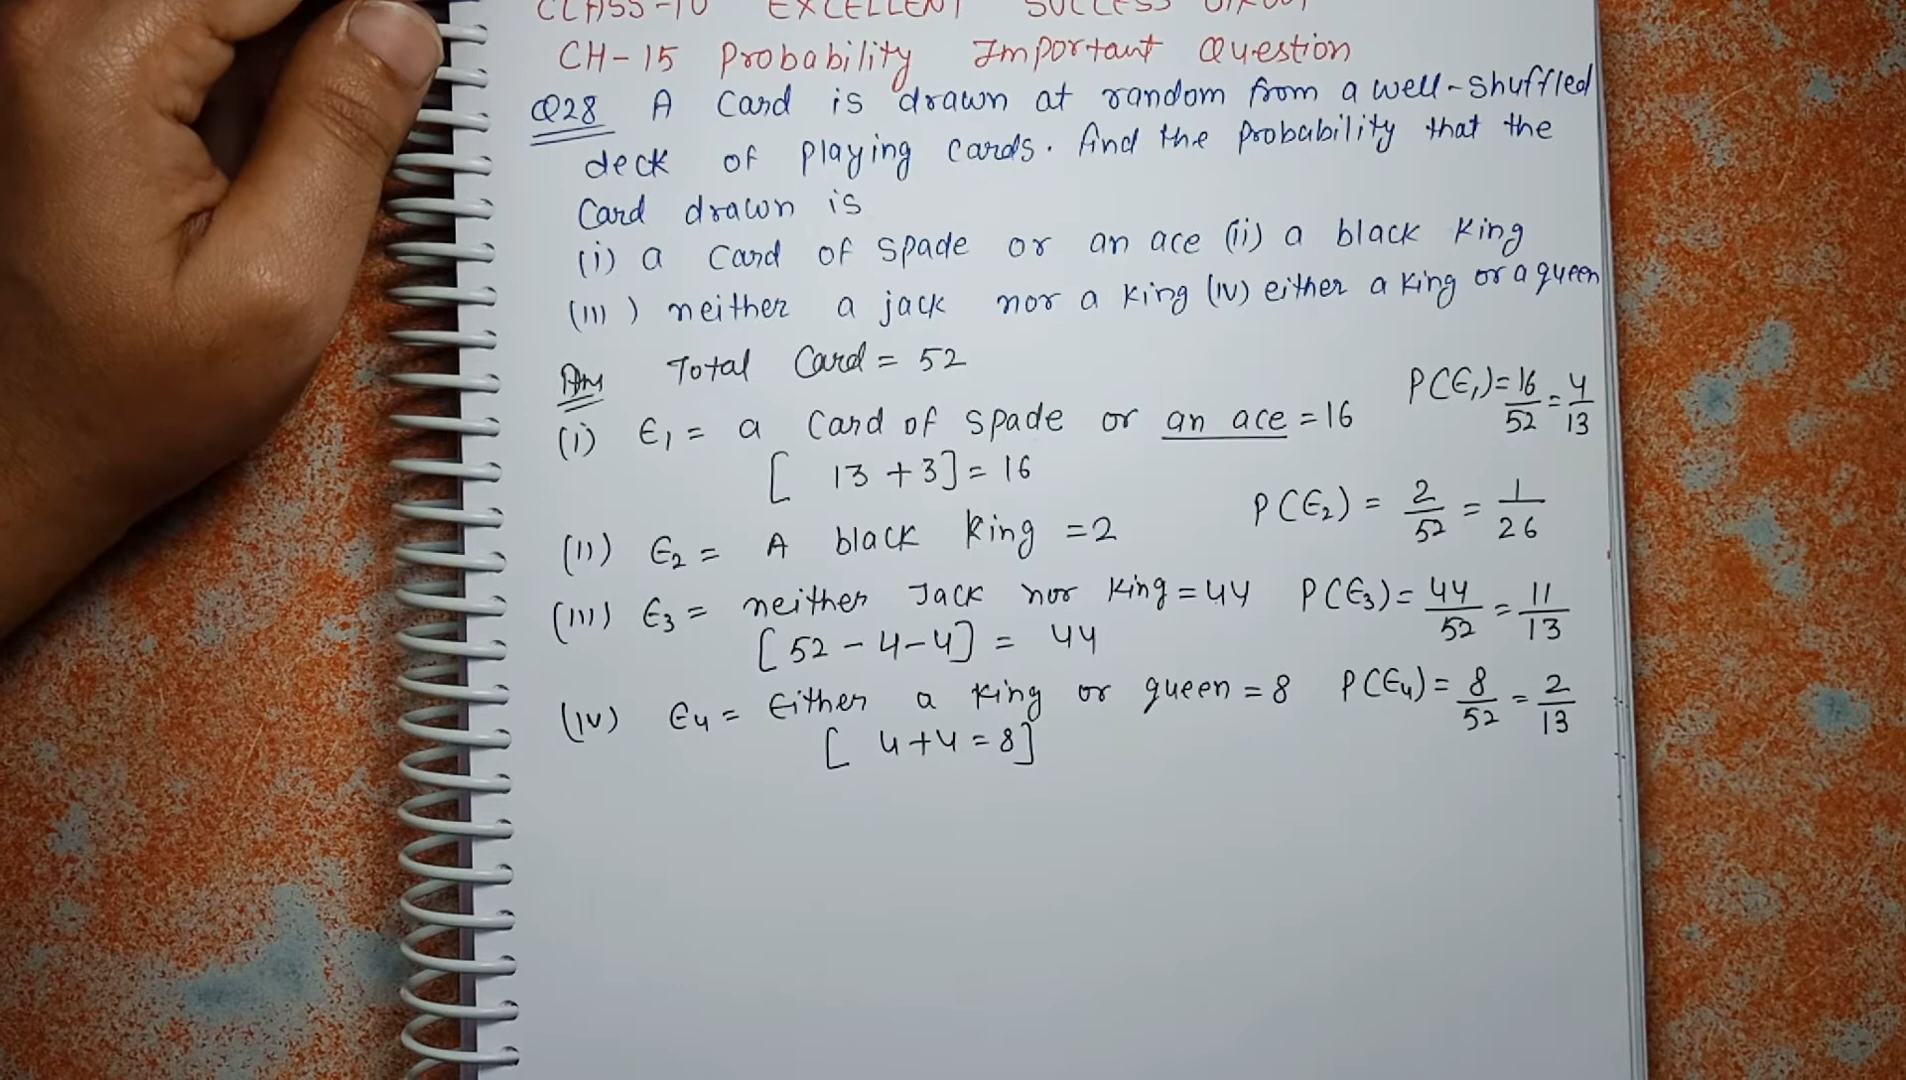 CLASS-10 EXCELLENT SUCCESS
CH-15 Probability Important Question
Q28 A Card is drawn at random from a well-shuffled
deck of playing cards. find the probability that the
Card drawn is
(i) a Card of spade or an ace (ii) a black King
(iii) neither a jack nor a king (iv) either a king or a queen
Ans Total Card = 52
(i) E₁ = a Card of spade or an ace = 16 P(E₁) = 16/52 = 4/13
[ 13 + 3] = 16
(ii) E₂ = A black King = 2 P(E₂) = 2/52 = 1/26
(iii) E₃ = neither Jack nor king = 44 P(E₃) = 44/52 = 11/13
[52 - 4 - 4] = 44
(iv) E₄ = Either a king or queen = 8 P(E₄) = 8/52 = 2/13
[ 4 + 4 = 8]